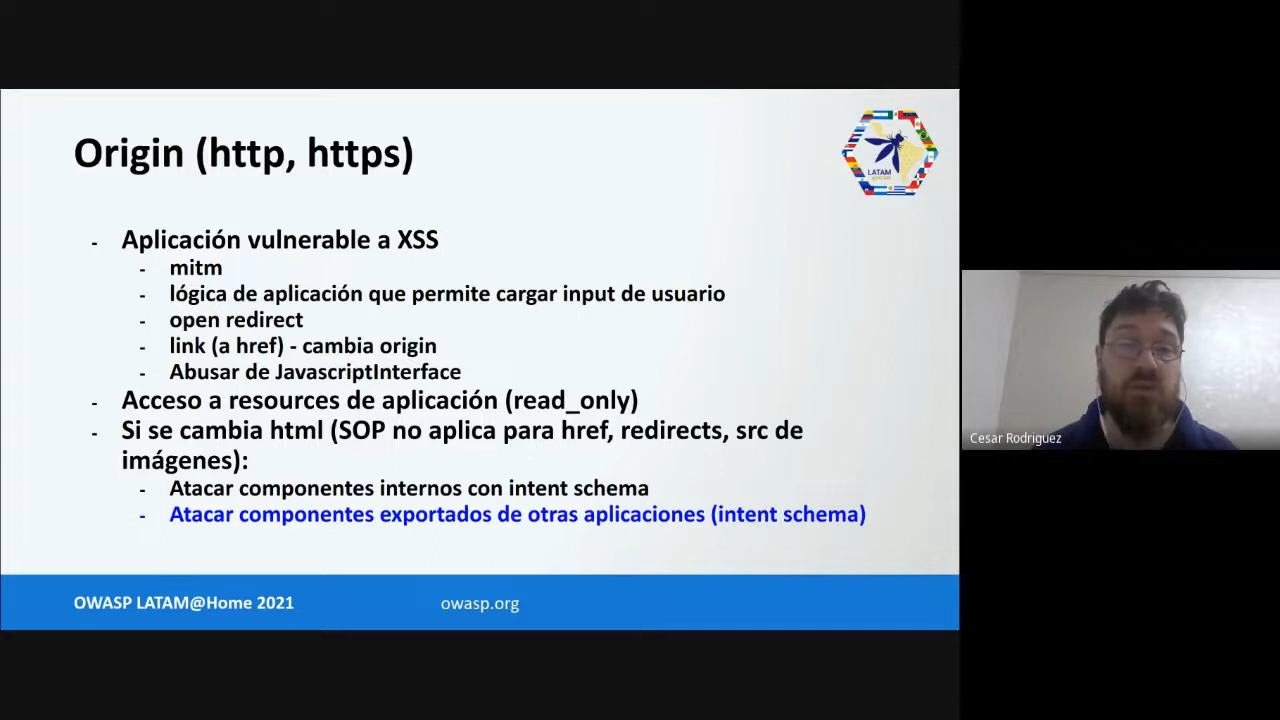 Origin (http, https)
LATAM
@HOME
- Aplicación vulnerable a XSS
- mitm
- lógica de aplicación que permite cargar input de usuario
- open redirect
- link (a href) - cambia origin
- Abusar de JavascriptInterface
- Acceso a resources de aplicación (read_only)
- Si se cambia html (SOP no aplica para href, redirects, src de
imágenes):
- Atacar componentes internos con intent schema
- Atacar componentes exportados de otras aplicaciones (intent schema)
OWASP LATAM@Home 2021
owasp.org
Cesar Rodriguez